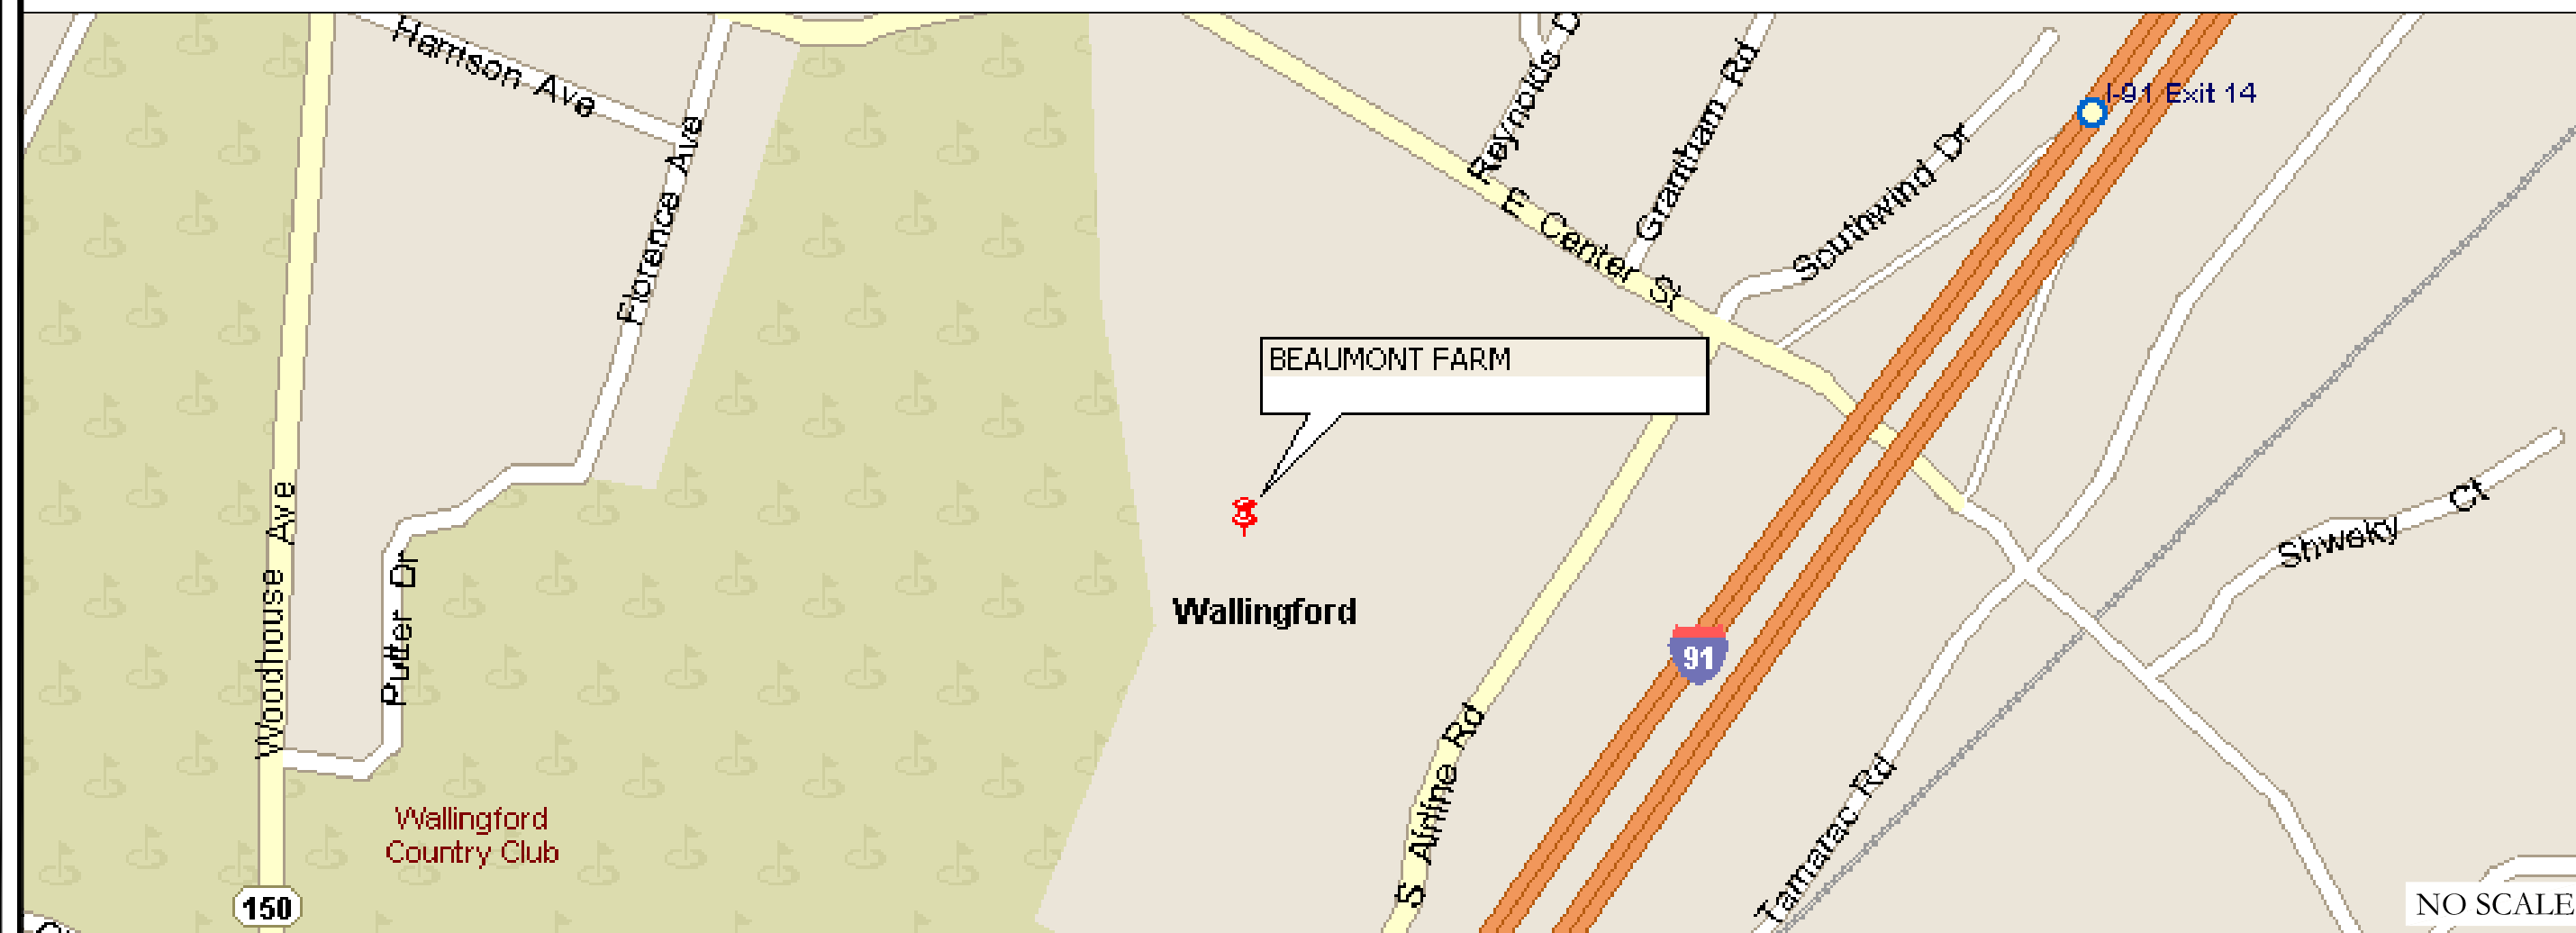 Harrison Ave
Reynolds D
Grantham Rd
I-91 Exit 14
Florence Ave
Southwind Dr
E Center St
BEAUMONT FARM
Woodhouse Ave
Putter Dr
Shweky Ct
Wallingford
91
S Airline Rd
Tamarac Rd
Wallingford
Country Club
150
NO SCALE